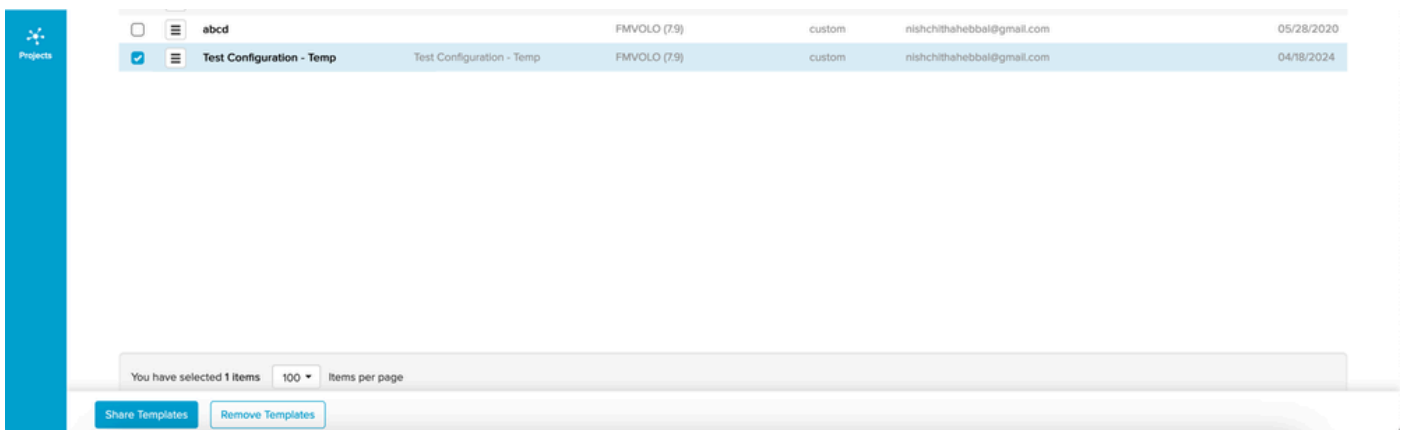 Projects
abcd FMVOLO (7.9) custom nishchithahebbal@gmail.com 05/28/2020
Test Configuration - Temp Test Configuration - Temp FMVOLO (7.9) custom nishchithahebbal@gmail.com 04/18/2024
You have selected 1 items 100 Items per page
Share Templates Remove Templates